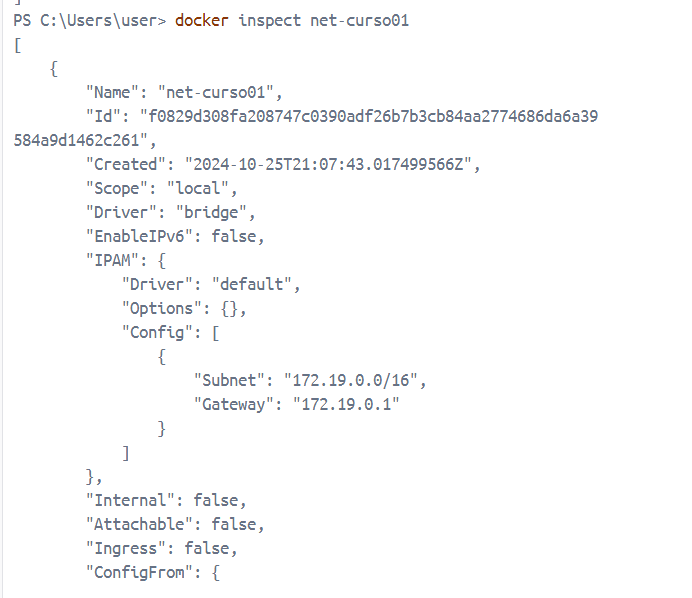 ]
PS C:\Users\user> docker inspect net-curso01
[
    {
        "Name": "net-curso01",
        "Id": "f0829d308fa208747c0390adf26b7b3cb84aa2774686da6a39
584a9d1462c261",
        "Created": "2024-10-25T21:07:43.017499566Z",
        "Scope": "local",
        "Driver": "bridge",
        "EnableIPv6": false,
        "IPAM": {
            "Driver": "default",
            "Options": {},
            "Config": [
                {
                    "Subnet": "172.19.0.0/16",
                    "Gateway": "172.19.0.1"
                }
            ]
        },
        "Internal": false,
        "Attachable": false,
        "Ingress": false,
        "ConfigFrom": {